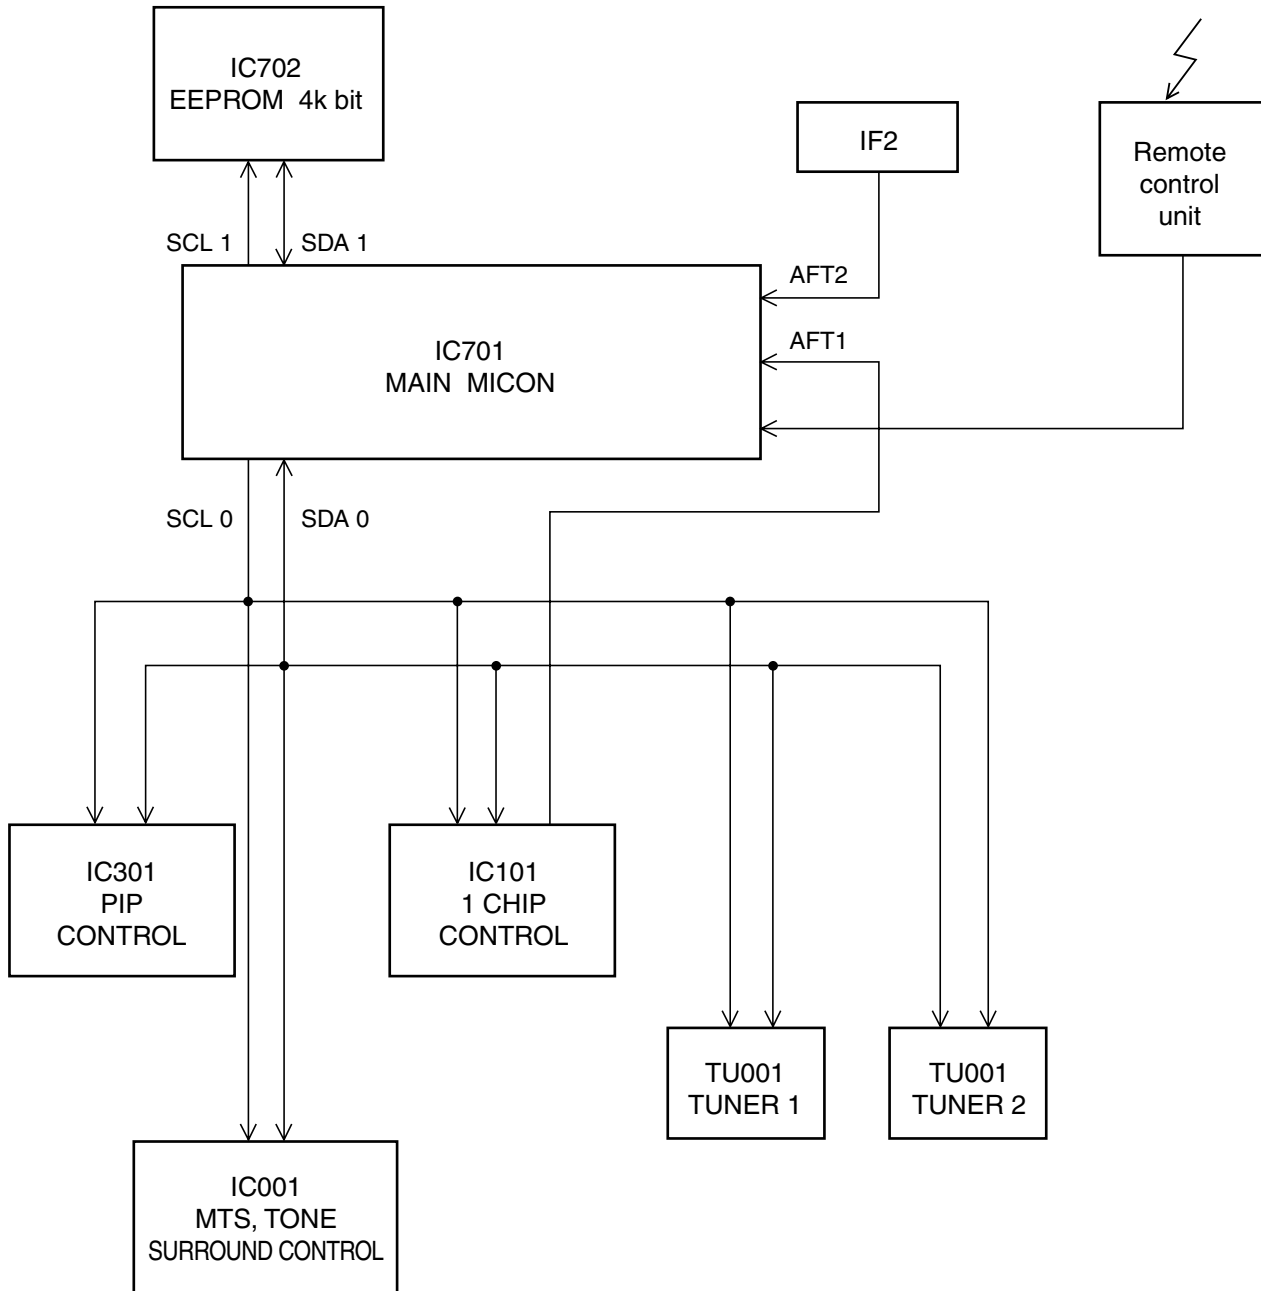 IC702
EEPROM 4k bit
IF2
Remote
control
unit
SCL 1
SDA 1
AFT2
AFT1
IC701
MAIN MICON
SCL 0
SDA 0
IC301
PIP
CONTROL
IC101
1 CHIP
CONTROL
TU001
TUNER 1
TU001
TUNER 2
IC001
MTS, TONE
SURROUND CONTROL